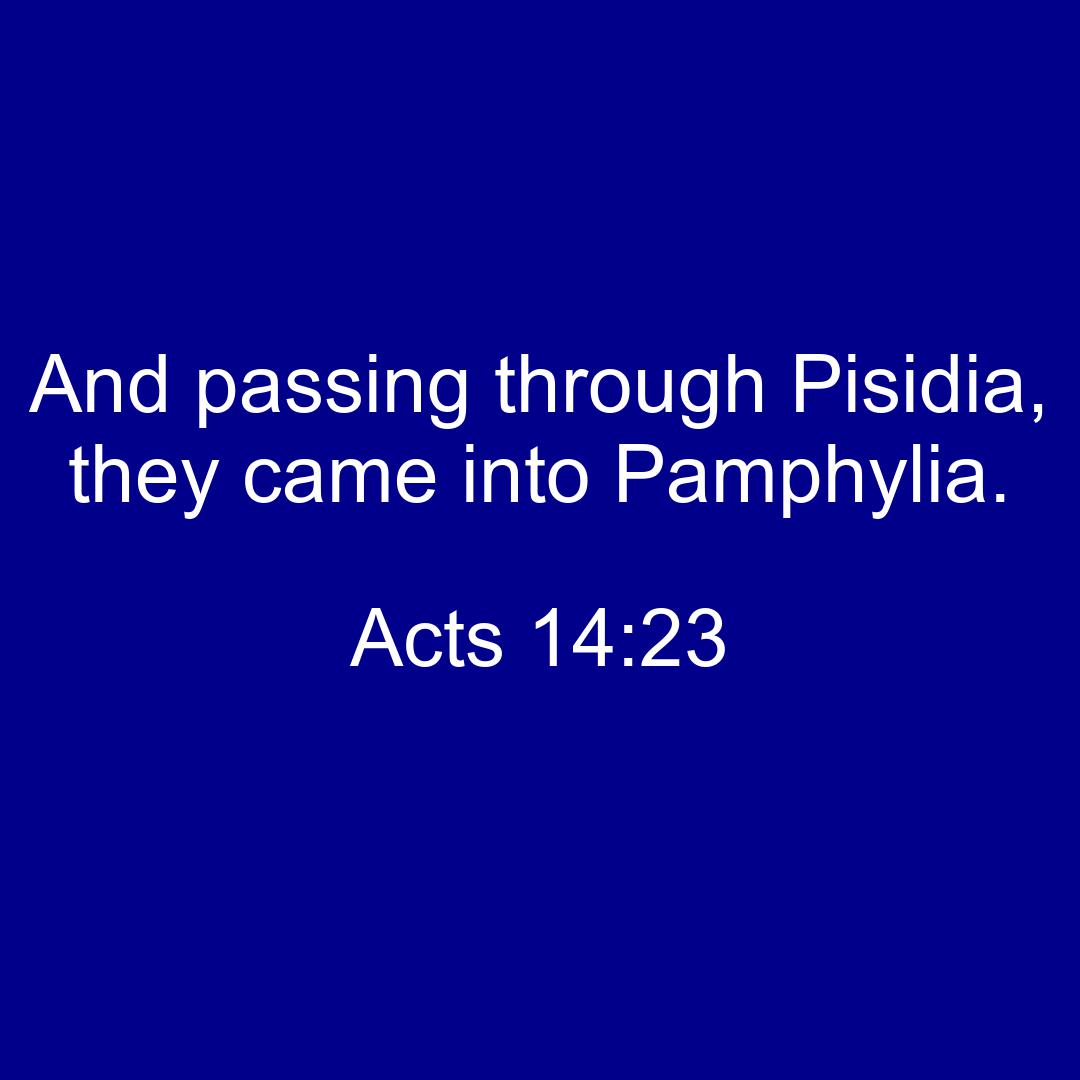 And passing through Pisidia,
they came into Pamphylia.
Acts 14:23